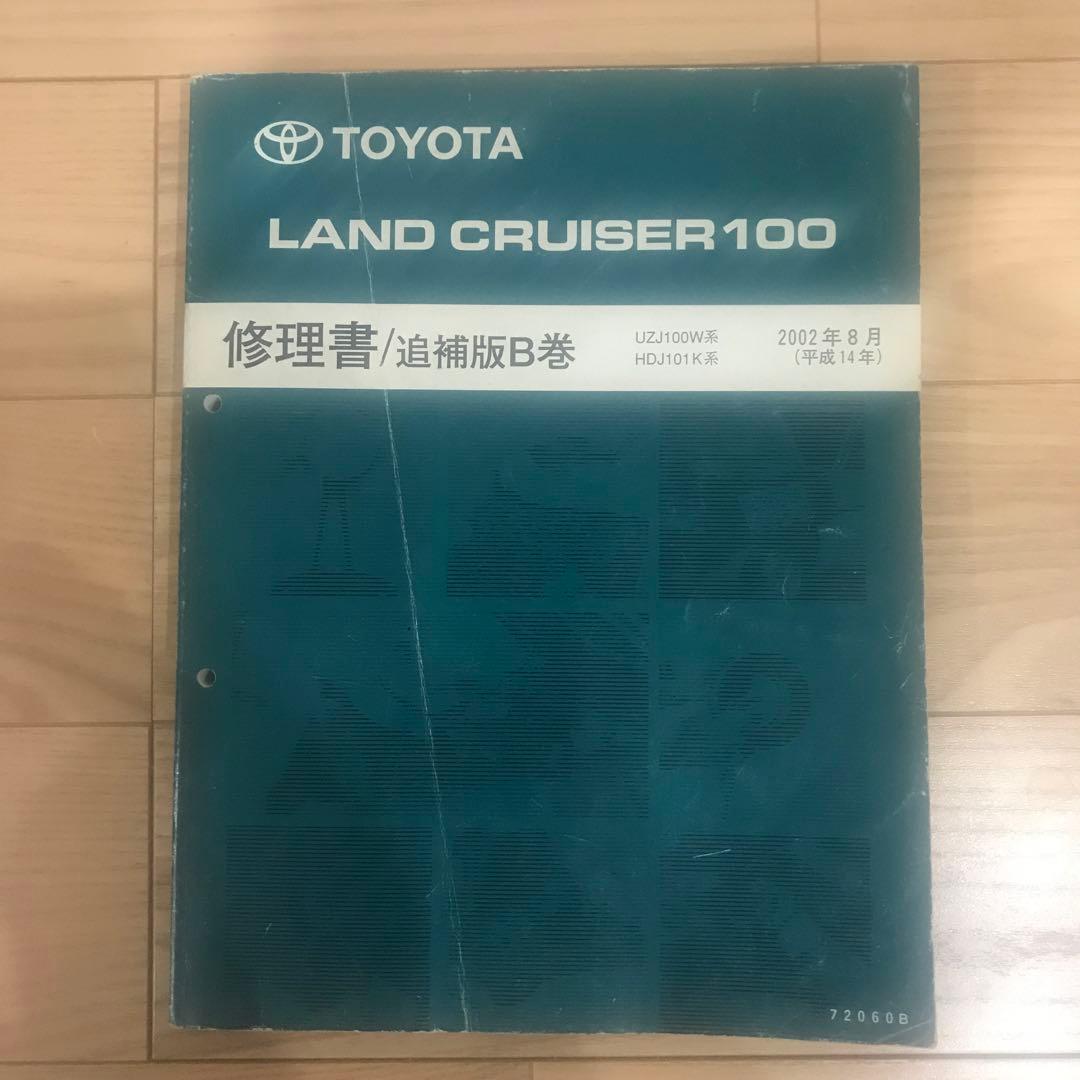 TOYOTA
LAND CRUISER 100
修理書/追補版B巻
UZJ100W系
HDJ101K系
2002年8月
(平成14年)
72060B